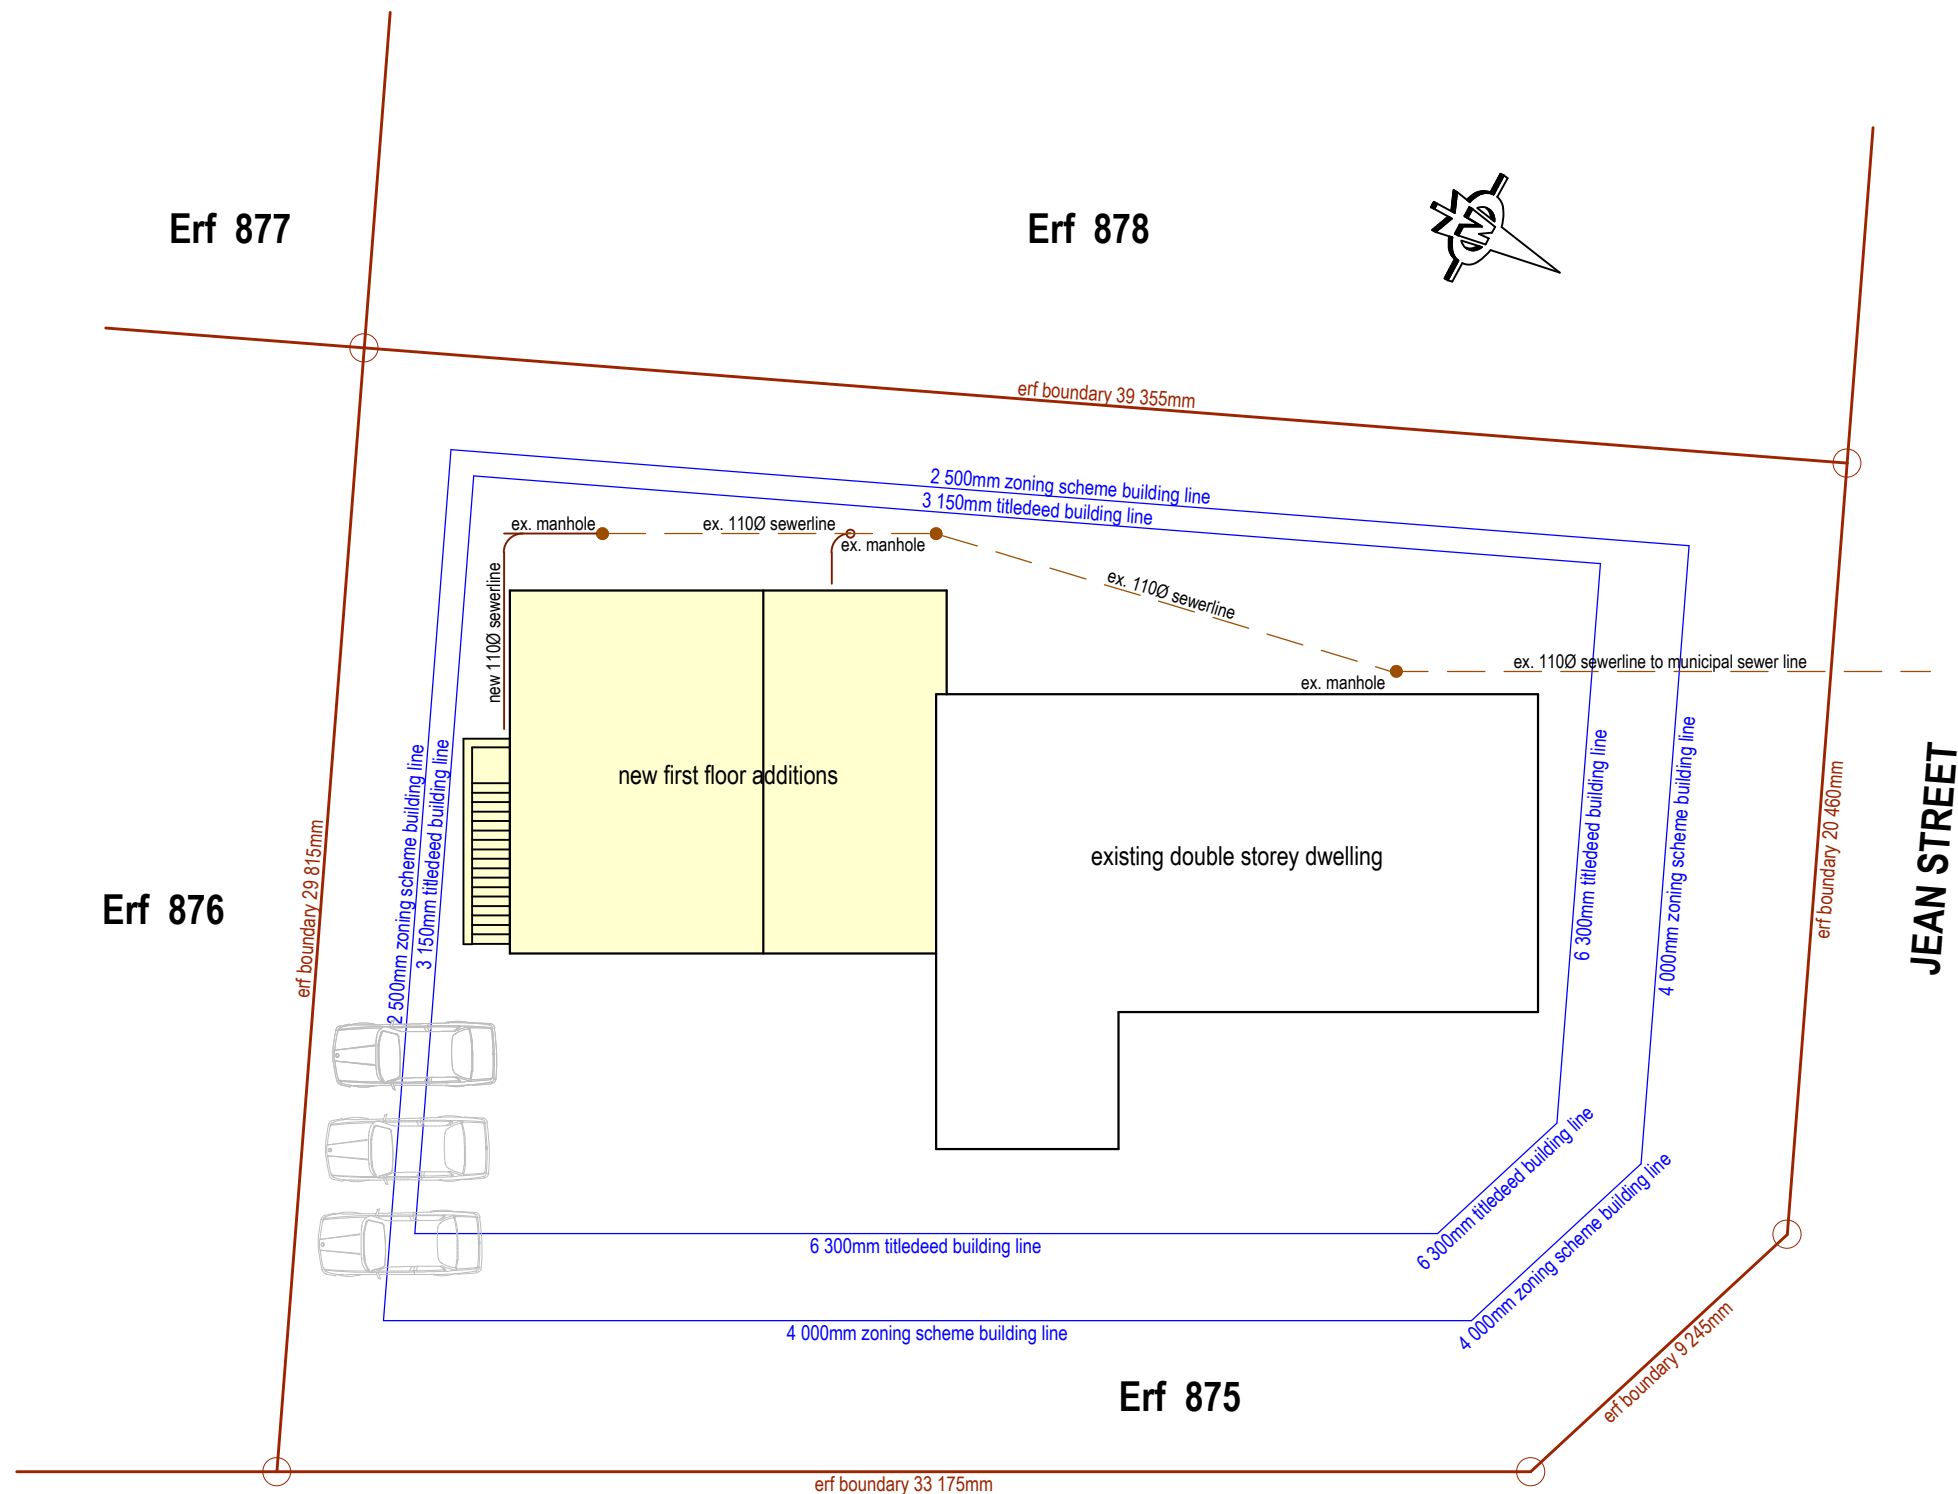 Erf 877
Erf 878
N
erf boundary 39 355mm
2 500mm zoning scheme building line
3 150mm titledeed building line
ex. manhole
ex. 110Ø sewerline
ex. manhole
new 110Ø sewerline
ex. 110Ø sewerline
ex. 110Ø sewerline to municipal sewer line
ex. manhole
new first floor additions
existing double storey dwelling
2 500mm zoning scheme building line
3 150mm titledeed building line
6 300mm titledeed building line
4 000mm zoning scheme building line
erf boundary 20 460mm
JEAN STREET
Erf 876
erf boundary 29 815mm
6 300mm titledeed building line
6 300mm titledeed building line
4 000mm zoning scheme building line
4 000mm zoning scheme building line
erf boundary 9 245mm
Erf 875
erf boundary 33 175mm